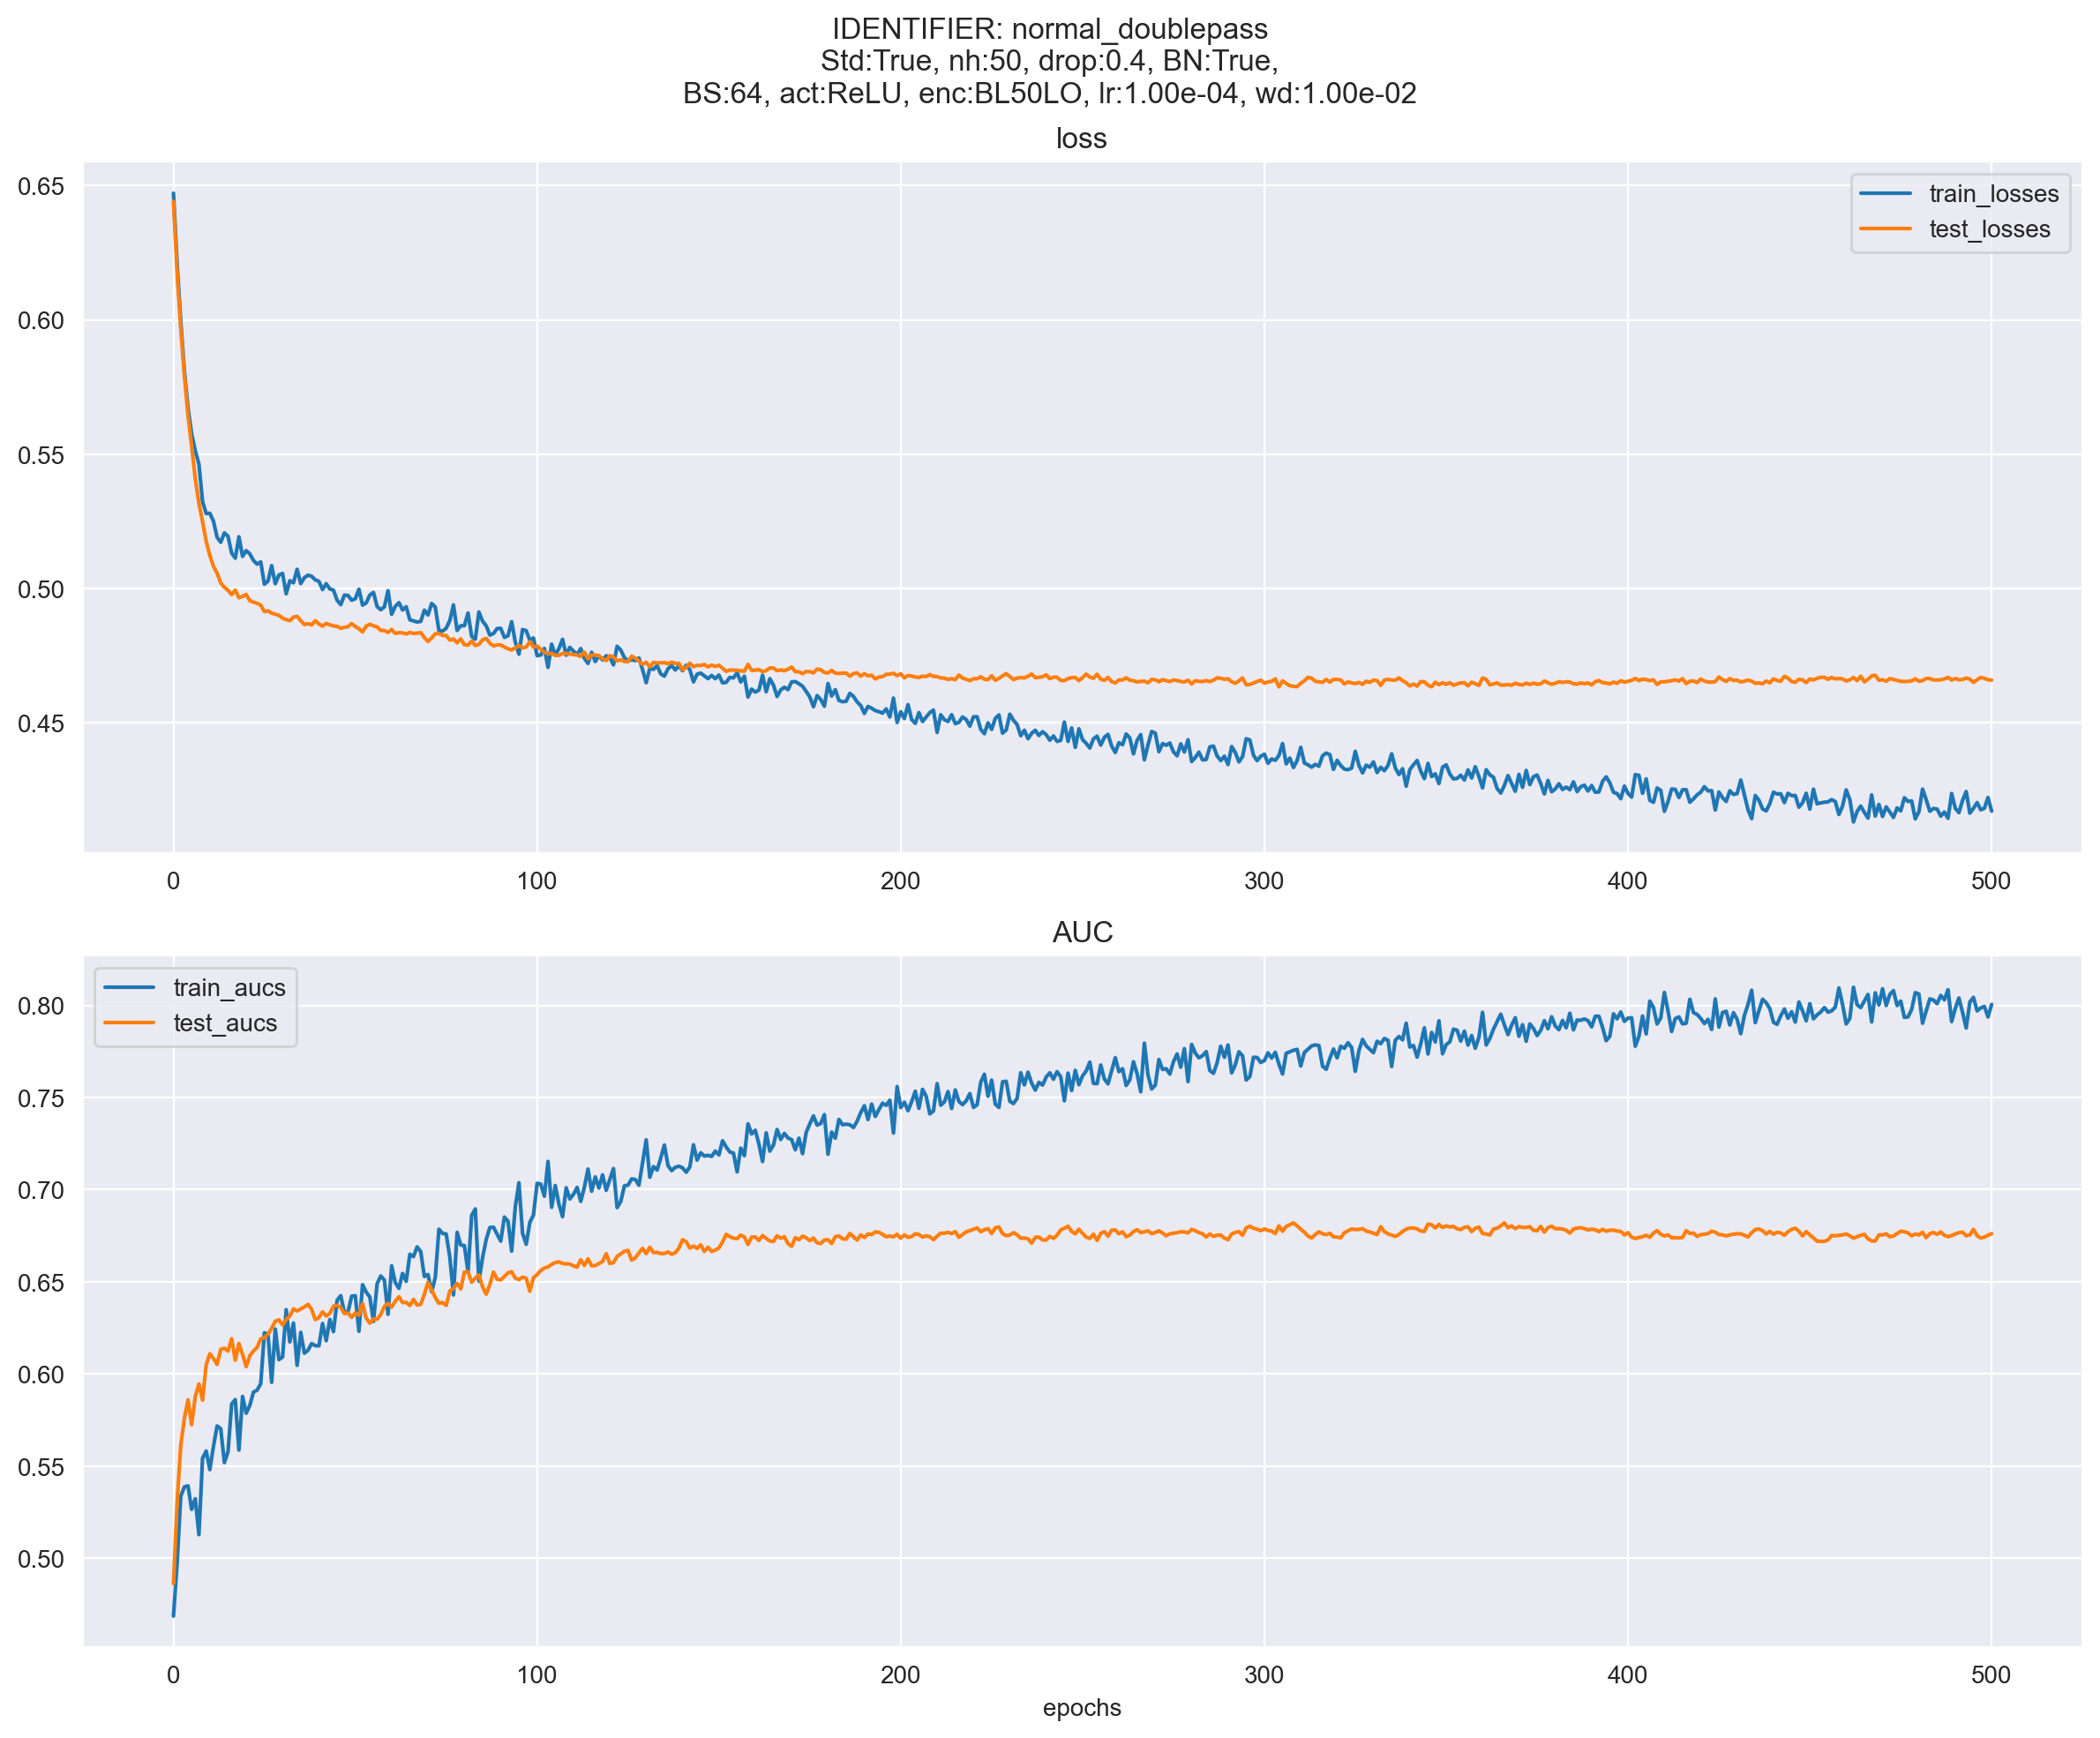 IDENTIFIER: normal_doublepass
Std:True, nh:50, drop:0.4, BN:True,
BS:64, act:ReLU, enc:BL50LO, lr:1.00e-04, wd:1.00e-02
loss
train_losses
test_losses
0.65
0.60
0.55
0.50
0.45
0 100 200 300 400 500
AUC
train_aucs
test_aucs
0.80
0.75
0.70
0.65
0.60
0.55
0.50
0 100 200 300 400 500
epochs